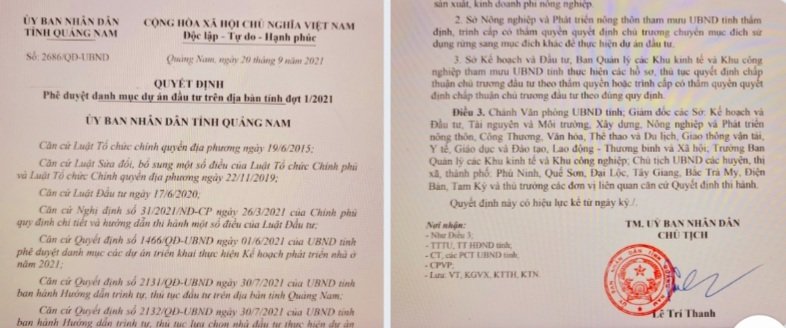 ỦY BAN NHÂN DÂN
TỈNH QUẢNG NAM
CỘNG HÒA XÃ HỘI CHỦ NGHĨA VIỆT NAM
Độc lập - Tự do - Hạnh phúc
Số: 2686/QĐ-UBND
Quảng Nam, ngày 20 tháng 9 năm 2021
QUYẾT ĐỊNH
Phê duyệt danh mục dự án đầu tư trên địa bàn tỉnh đợt 1/2021
ỦY BAN NHÂN DÂN TỈNH QUẢNG NAM
Căn cứ Luật Tổ chức chính quyền địa phương ngày 19/6/2015;
Căn cứ Luật Sửa đổi, bổ sung một số điều của Luật Tổ chức Chính phủ
và Luật Tổ chức Chính quyền địa phương ngày 22/11/2019;
Căn cứ Luật Đầu tư ngày 17/6/2020;
Căn cứ Nghị định số 31/2021/NĐ-CP ngày 26/3/2021 của Chính phủ
quy định chi tiết và hướng dẫn thi hành một số điều của Luật Đầu tư;
Căn cứ Quyết định số 1466/QĐ-UBND ngày 01/6/2021 của UBND tỉnh
phê duyệt danh mục các dự án triển khai thực hiện Kế hoạch phát triển nhà ở
năm 2021;
Căn cứ Quyết định số 2131/QĐ-UBND ngày 30/7/2021 của UBND tỉnh
ban hành Hướng dẫn trình tự, thủ tục đầu tư trên địa bàn tỉnh Quảng Nam;
Căn cứ Quyết định số 2132/QĐ-UBND ngày 30/7/2021 của UBND tỉnh
ban hành Hướng dẫn trình tự, thủ tục lựa chọn nhà đầu tư thực hiện dự án
sản xuất, kinh doanh phi nông nghiệp.
2. Sở Nông nghiệp và Phát triển nông thôn tham mưu UBND tỉnh thẩm
định, trình cấp có thẩm quyền quyết định chủ trương chuyển mục đích sử
dụng rừng sang mục đích khác để thực hiện dự án đầu tư.
3. Sở Kế hoạch và Đầu tư, Ban Quản lý các Khu kinh tế và Khu công
nghiệp tham mưu UBND tỉnh thực hiện các hồ sơ, thủ tục quyết định chấp
thuận chủ trương đầu tư theo thẩm quyền hoặc trình cấp có thẩm quyền quyết
định chấp thuận chủ trương đầu tư theo đúng quy định.
Điều 3. Chánh Văn phòng UBND tỉnh; Giám đốc các Sở: Kế hoạch và
Đầu tư, Tài nguyên và Môi trường, Xây dựng, Nông nghiệp và Phát triển
nông thôn, Công Thương, Văn hóa, Thể thao và Du lịch, Giao thông vận tải,
Y tế, Giáo dục và Đào tạo, Lao động - Thương binh và Xã hội, Trưởng Ban
Quản lý các Khu kinh tế và Khu công nghiệp; Chủ tịch UBND các huyện, thị
xã, thành phố: Phú Ninh, Quế Sơn, Đại Lộc, Tây Giang, Bắc Trà My, Điện
Bàn, Tam Kỳ và thủ trưởng các đơn vị liên quan căn cứ Quyết định thi hành.
Quyết định này có hiệu lực kể từ ngày ký./.
Nơi nhận:
- Như Điều 3;
- TTTU, TT HĐND tỉnh;
- CT, các PCT UBND tỉnh;
- CPVP;
- Lưu: VT, KGVX, KTTH, KTN.
TM. UỶ BAN NHÂN DÂN
CHỦ TỊCH
Lê Trí Thanh